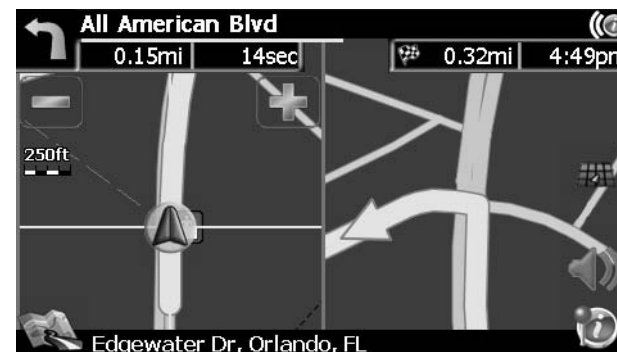 All American Blvd
0.15mi 14sec 0.32mi 4:49pm
250ft
Edgewater Dr, Orlando, FL